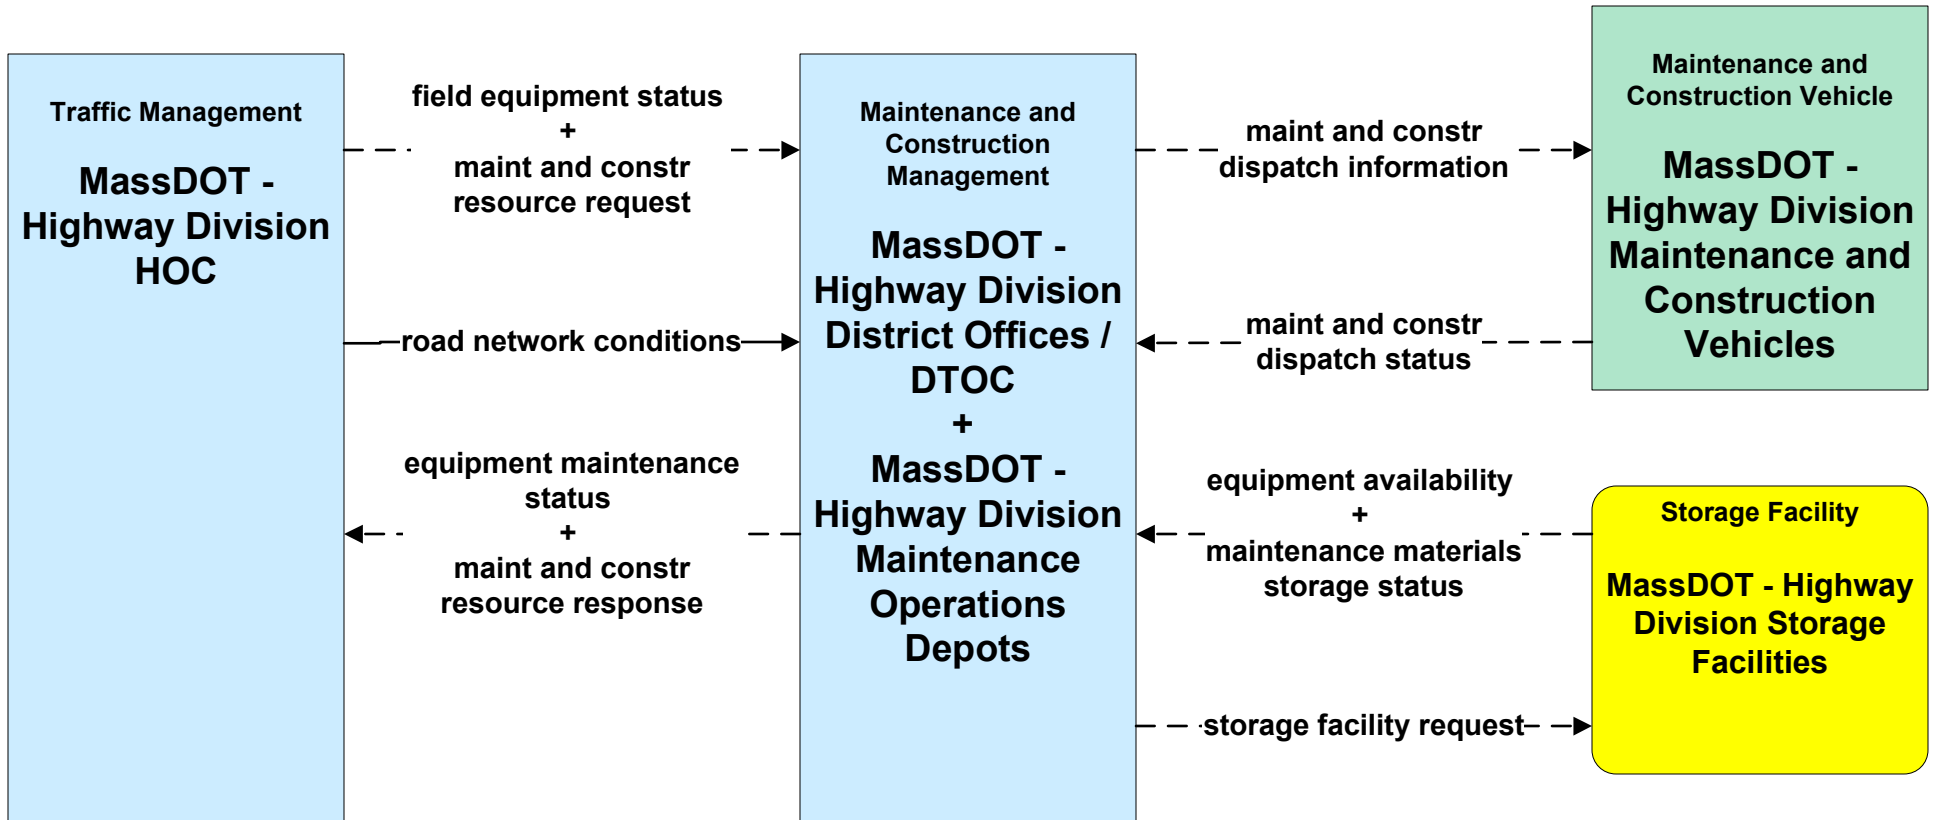 Traffic Management
MassDOT -
Highway Division
HOC
field equipment status
+
maint and constr
resource request
road network conditions
equipment maintenance
status
+
maint and constr
resource response
Maintenance and
Construction
Management
MassDOT -
Highway Division
District Offices /
DTOC
+
MassDOT -
Highway Division
Maintenance
Operations
Depots
maint and constr
dispatch information
maint and constr
dispatch status
equipment availability
+
maintenance materials
storage status
storage facility request
Maintenance and
Construction Vehicle
MassDOT -
Highway Division
Maintenance and
Construction
Vehicles
Storage Facility
MassDOT - Highway
Division Storage
Facilities